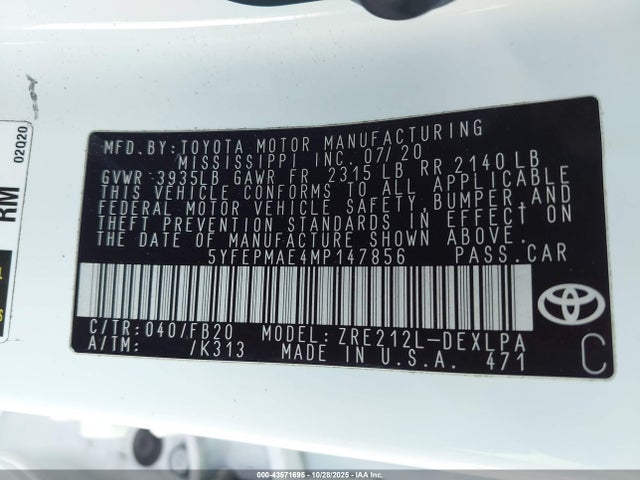 MFD.BY: TOYOTA MOTOR MANUFACTURING
MISSISSIPPI INC. 07/20
GVWR 3935LB GAWR FR 2315 LB RR 2140 LB
THIS VEHICLE CONFORMS TO ALL APPLICABLE
FEDERAL MOTOR VEHICLE SAFETY, BUMPER, AND
THEFT PREVENTION STANDARDS IN EFFECT ON
THE DATE OF MANUFACTURE SHOWN ABOVE.
5YFEPMAE4MP147856 PASS.CAR
C/TR: 040/FB20 MODEL: ZRE212L-DEXLPA
A/TM: /K313 MADE IN U.S.A. 471
C
02Q20
RM
000-43571695 - 10/28/2025 - IAA Inc.